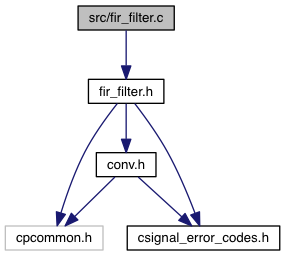 src/fir_filter.c
fir_filter.h
conv.h
cpcommon.h
csignal_error_codes.h